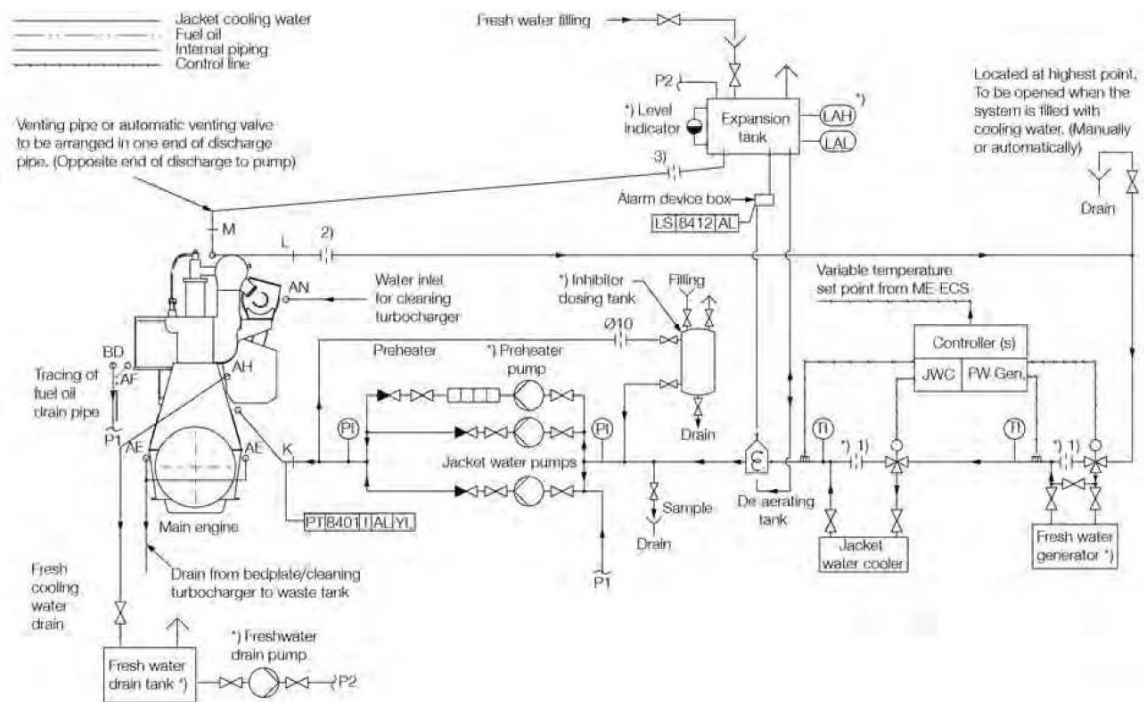 Jacket cooling water
Fuel oil
Internal piping
Control line
Fresh water filling
P2
*) Level
indicator
Expansion
tank
*)
LAH
LAL
Located at highest point.
To be opened when the
system is filled with
cooling water. (Manually
or automatically)
Drain
Venting pipe or automatic venting valve
to be arranged in one end of discharge
pipe. (Opposite end of discharge to pump)
3)
Alarm device box
LS 8412 AL
M
L
2)
AN
Water inlet
for cleaning
turbocharger
*) Inhibitor
dosing tank
Filling
Ø10
Variable temperature
set point from ME-ECS
Controller (s)
JWC
FW Gen.
BD
AF
AH
Tracing of
fuel oil
drain pipe
P1
AE
AE
Preheater
*) Preheater
pump
PI
PI
K
Jacket water pumps
Drain
TI
*) 1)
TI
*) 1)
Main engine
PT 8401 I AL YL
Sample
Drain
De-aerating
tank
Jacket
water cooler
Fresh water
generator *)
P1
Drain from bedplate/cleaning
turbocharger to waste tank
Fresh
cooling
water
drain
Fresh water
drain tank *)
*) Freshwater
drain pump
P2